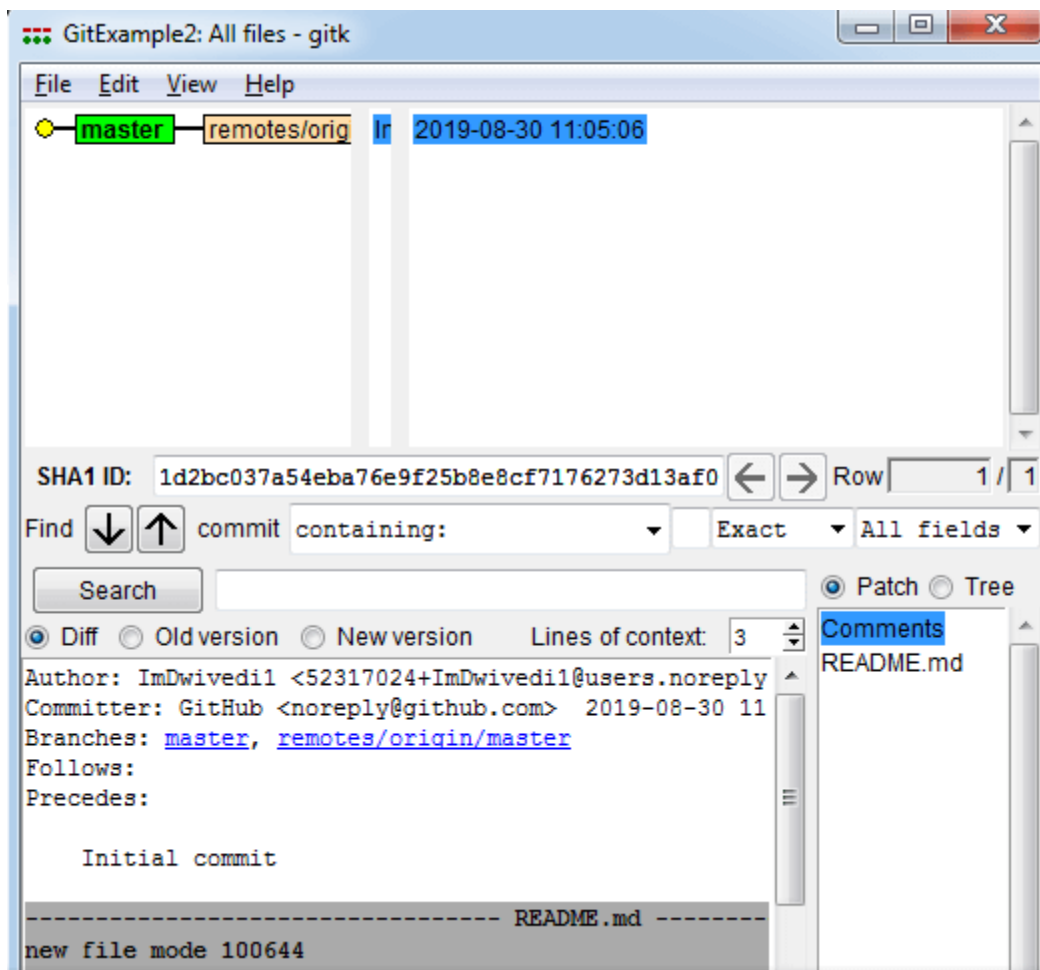 GitExample2: All files - gitk
File Edit View Help
master remotes/orig Im 2019-08-30 11:05:06
SHA1 ID: 1d2bc037a54eba76e9f25b8e8cf7176273d13af0 Row 1 / 1
Find commit containing: Exact All fields
Search Patch Tree
Diff Old version New version Lines of context: 3 Comments
README.md
Author: ImDwivedi1 <52317024+ImDwivedi1@users.noreply
Committer: GitHub <noreply@github.com> 2019-08-30 11
Branches: master, remotes/origin/master
Follows:
Precedes:
Initial commit
---------------------------------- README.md --------
new file mode 100644